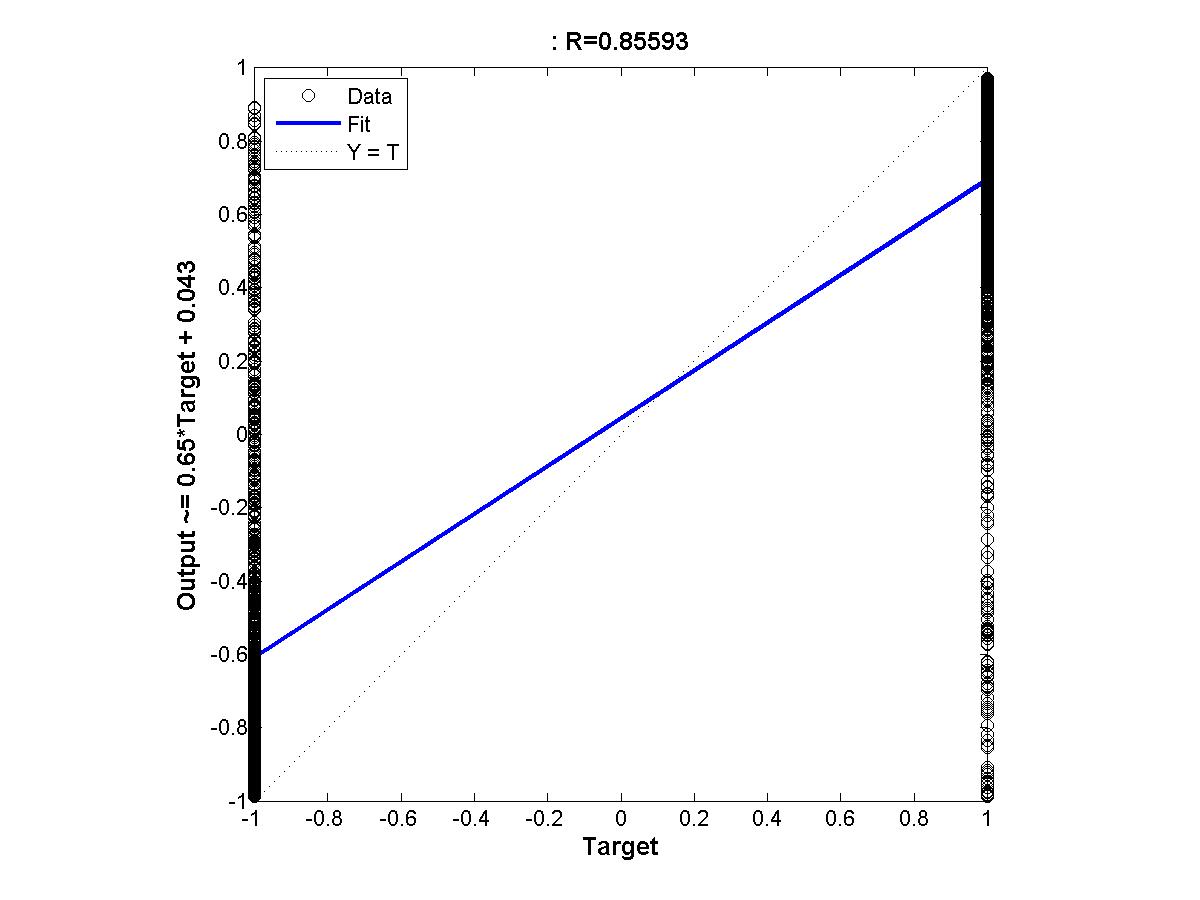 : R=0.85593
Data
Fit
Y = T
Output ~= 0.65*Target + 0.043
1
0.8
0.6
0.4
0.2
0
-0.2
-0.4
-0.6
-0.8
-1
-1 -0.8 -0.6 -0.4 -0.2 0 0.2 0.4 0.6 0.8 1
Target